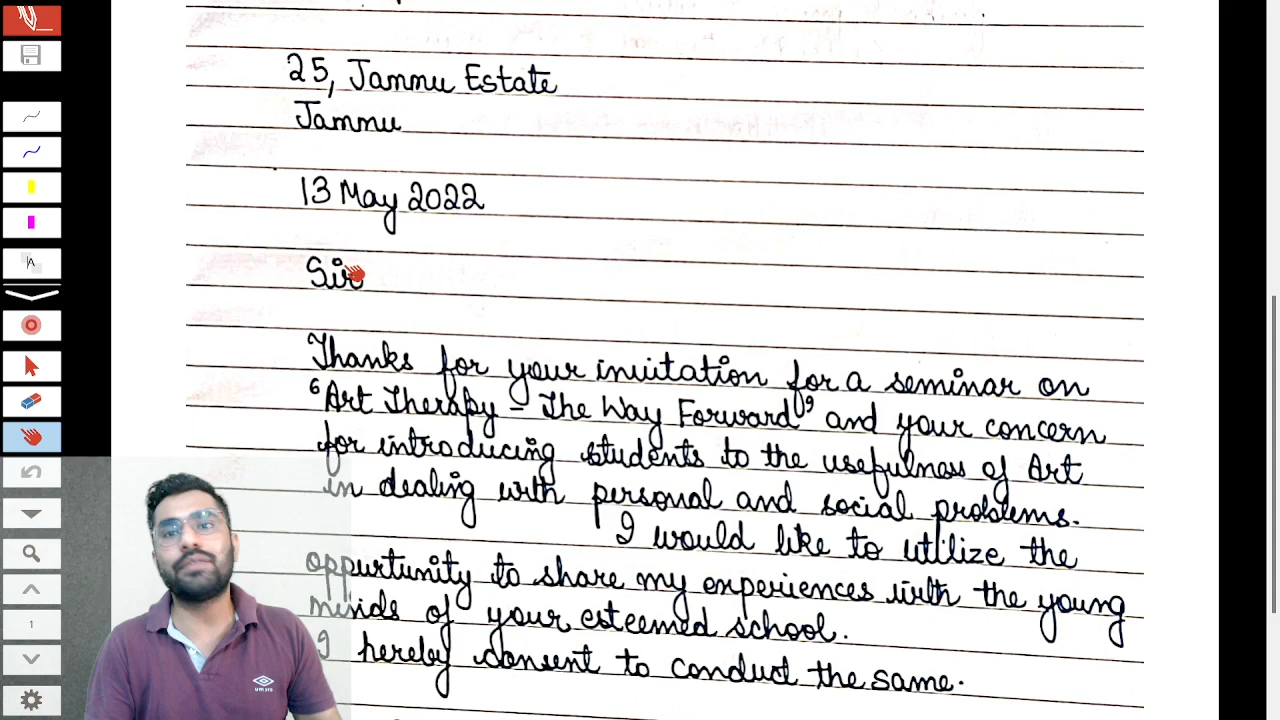 25, Jammu Estate
Jammu
13 May 2022
Sir
Thanks for your invitation for a seminar on
'Art Therapy - The Way Forward' and your concern
for introducing students to the usefulness of Art
in dealing with personal and social problems.
I would like to utilize the
oppurtunity to share my experiences with the young
minds of your esteemed school.
I hereby consent to conduct the same.
A
1
umbro